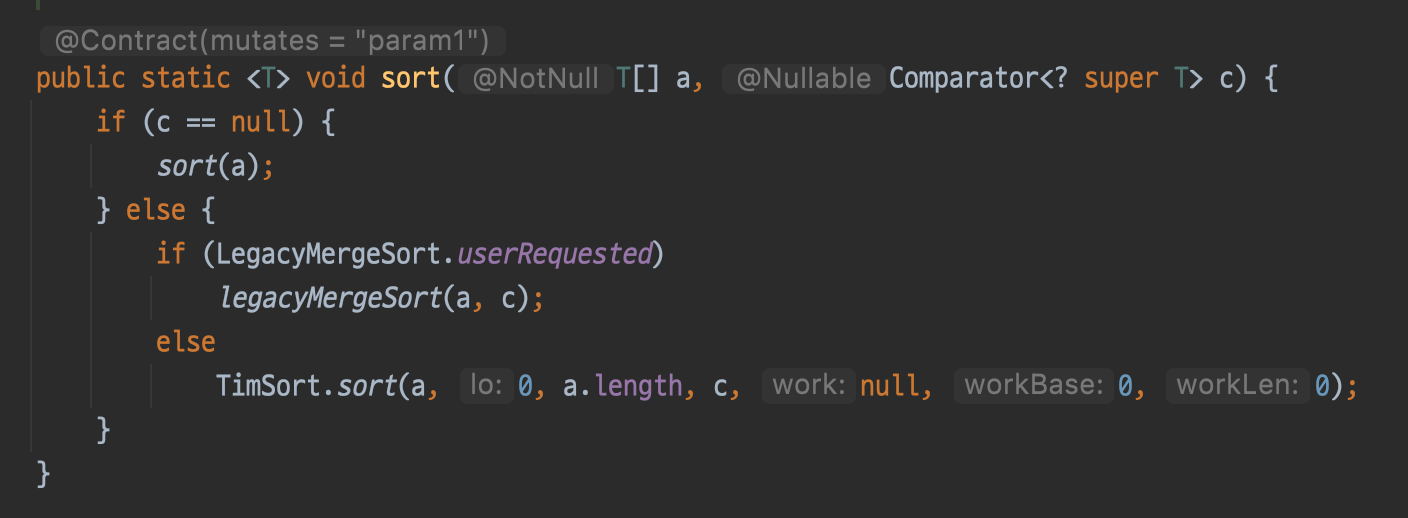 @Contract(mutates = "param1")
public static <T> void sort( @NotNull T[] a, @Nullable Comparator<? super T> c) {
if (c == null) {
sort(a);
} else {
if (LegacyMergeSort.userRequested)
legacyMergeSort(a, c);
else
TimSort.sort(a, lo: 0, a.length, c, work: null, workBase: 0, workLen: 0);
}
}